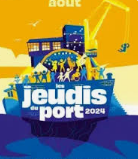 août
les
jeudis
du port 2024